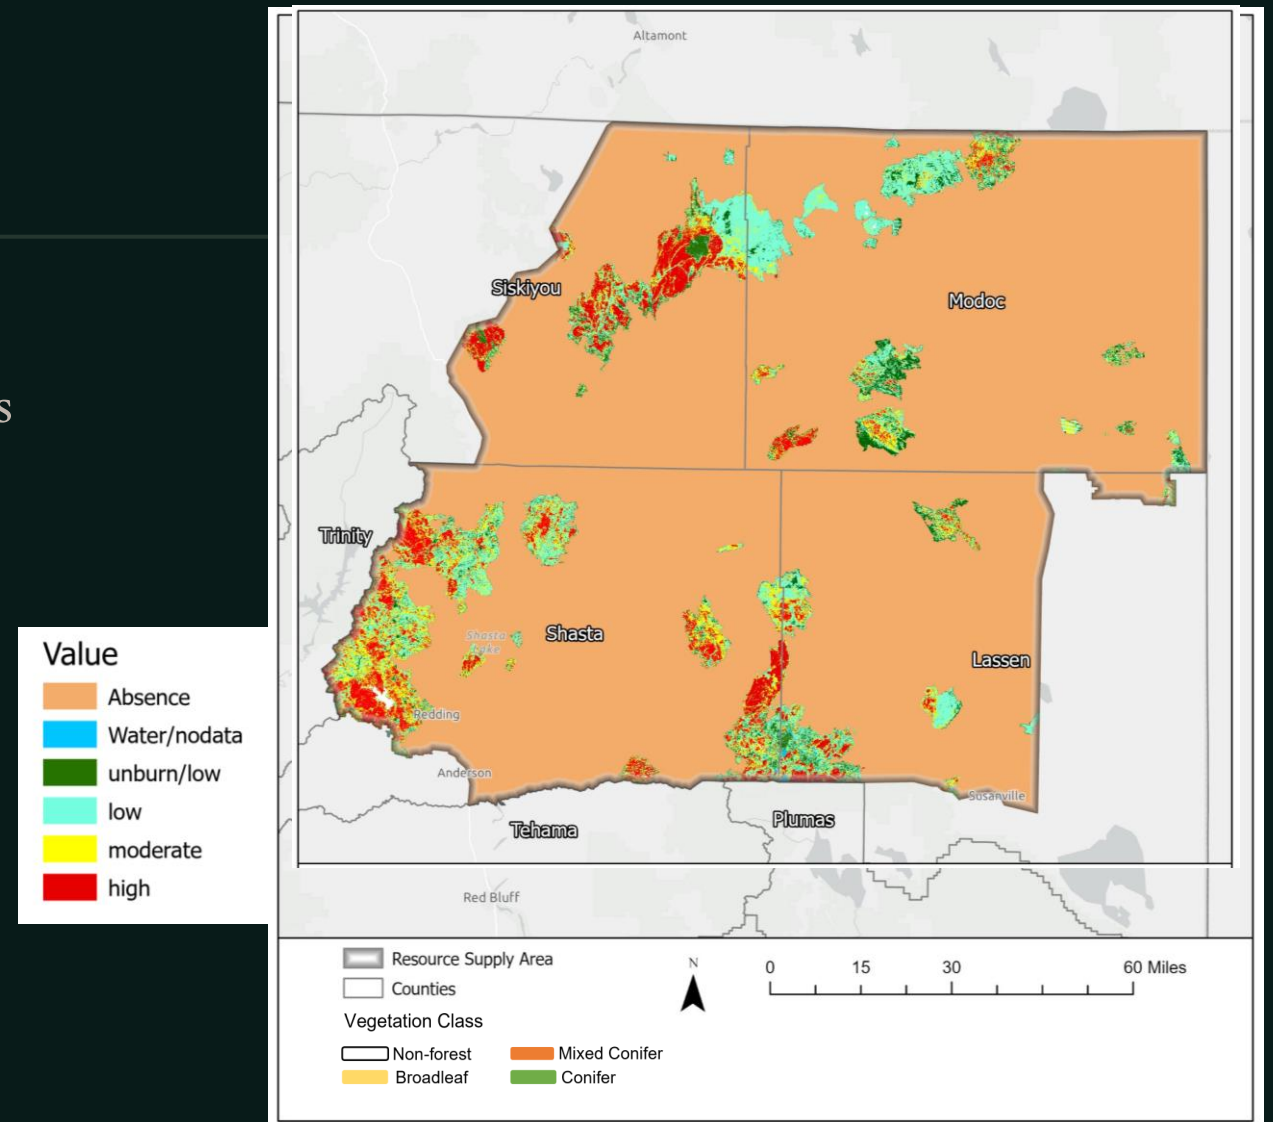 Altamont
Siskiyou
Modoc
s
Trinity
Shasta
Lake
Shasta
Lassen
Redding
Anderson
Susanville
Tehama
Plumas
Red Bluff
Value
Absence
Water/nodata
unburn/low
low
moderate
high
Resource Supply Area
Counties
Vegetation Class
Non-forest
Mixed Conifer
Broadleaf
Conifer
N
0 15 30 60 Miles